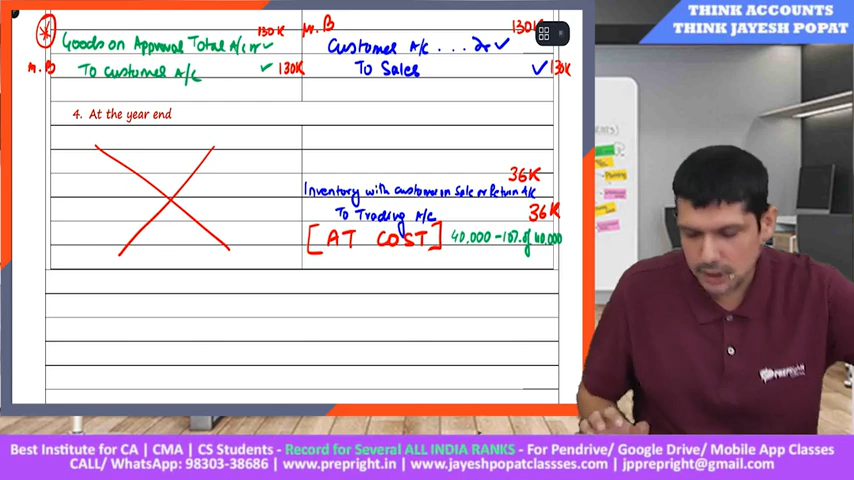 THINK ACCOUNTS
THINK JAYESH POPAT
130K
Goods on Approval Total A/c Dr ✓
M.B To customer A/c ✓ 130K
M.B 130K
Customer A/c . . . Dr ✓
To Sales ✓ 130K
4. At the year end
36K
Inventory with customer on Sale or Return A/c
36K
To Trading A/c
[AT COST] 40,000 - 10% of 40,000
Best Institute for CA | CMA | CS Students - Record for Several ALL INDIA RANKS - For Pendrive/ Google Drive/ Mobile App Classes
CALL/ WhatsApp: 98303-38686 | www.prepright.in | www.jayeshpopatclassses.com | jpprepright@gmail.com